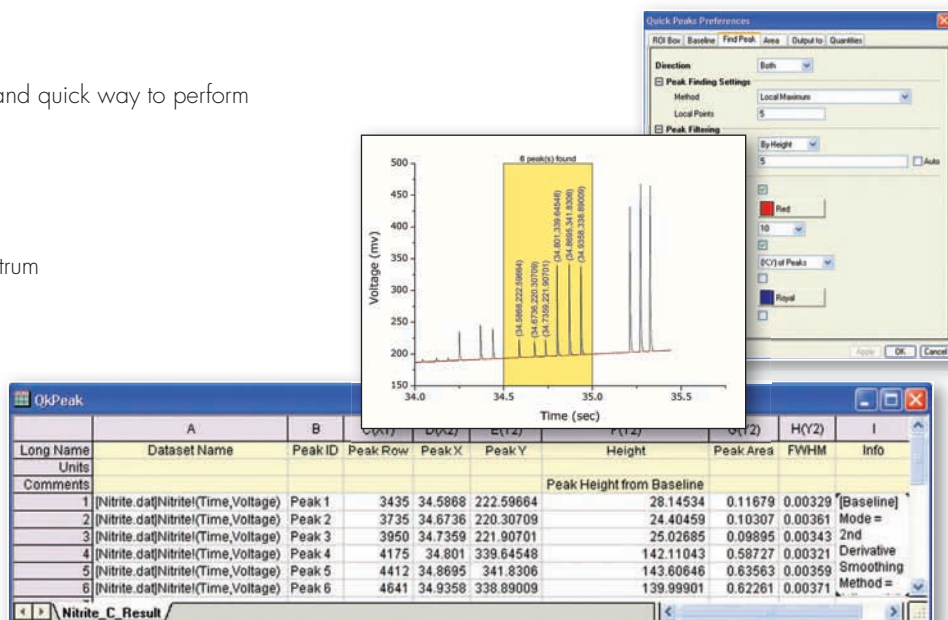 and quick way to perform
trum
Quick Peaks Preferences
ROI Box Baseline Find Peak Area Output to Quantities
Direction Both
Peak Finding Settings
Method Local Maximum
Local Points 5
Peak Filtering
By Height
5 Auto
Red
10
(X,Y) of Peaks
Royal
Apply OK Cancel
6 peak(s) found
500
450
400
350
300
250
200
150
Voltage (mv)
(34.5868,222.59664)
(34.6736,220.30709)
(34.7359,221.90701)
(34.801,339.64548)
(34.8695,341.8306)
(34.9358,338.89009)
34.0 34.5 35.0 35.5
Time (sec)
QkPeak
A B C(X1) D(X2) E(Y2) F(Y2) G(Y2) H(Y2) I
Long Name Dataset Name Peak ID Peak Row Peak X Peak Y Height Peak Area FWHM Info
Units
Comments Peak Height from Baseline
1 [Nitrite.dat]Nitrite!(Time,Voltage) Peak 1 3435 34.5868 222.59664 28.14534 0.11679 0.00329 [Baseline]
2 [Nitrite.dat]Nitrite!(Time,Voltage) Peak 2 3735 34.6736 220.30709 24.40459 0.10307 0.00361 Mode =
3 [Nitrite.dat]Nitrite!(Time,Voltage) Peak 3 3950 34.7359 221.90701 25.02685 0.09895 0.00343 2nd
4 [Nitrite.dat]Nitrite!(Time,Voltage) Peak 4 4175 34.801 339.64548 142.11043 0.58727 0.00321 Derivative
5 [Nitrite.dat]Nitrite!(Time,Voltage) Peak 5 4412 34.8695 341.8306 143.60646 0.63563 0.00359 Smoothing
6 [Nitrite.dat]Nitrite!(Time,Voltage) Peak 6 4641 34.9358 338.89009 139.99901 0.62261 0.00371 Method =
Nitrite_C_Result